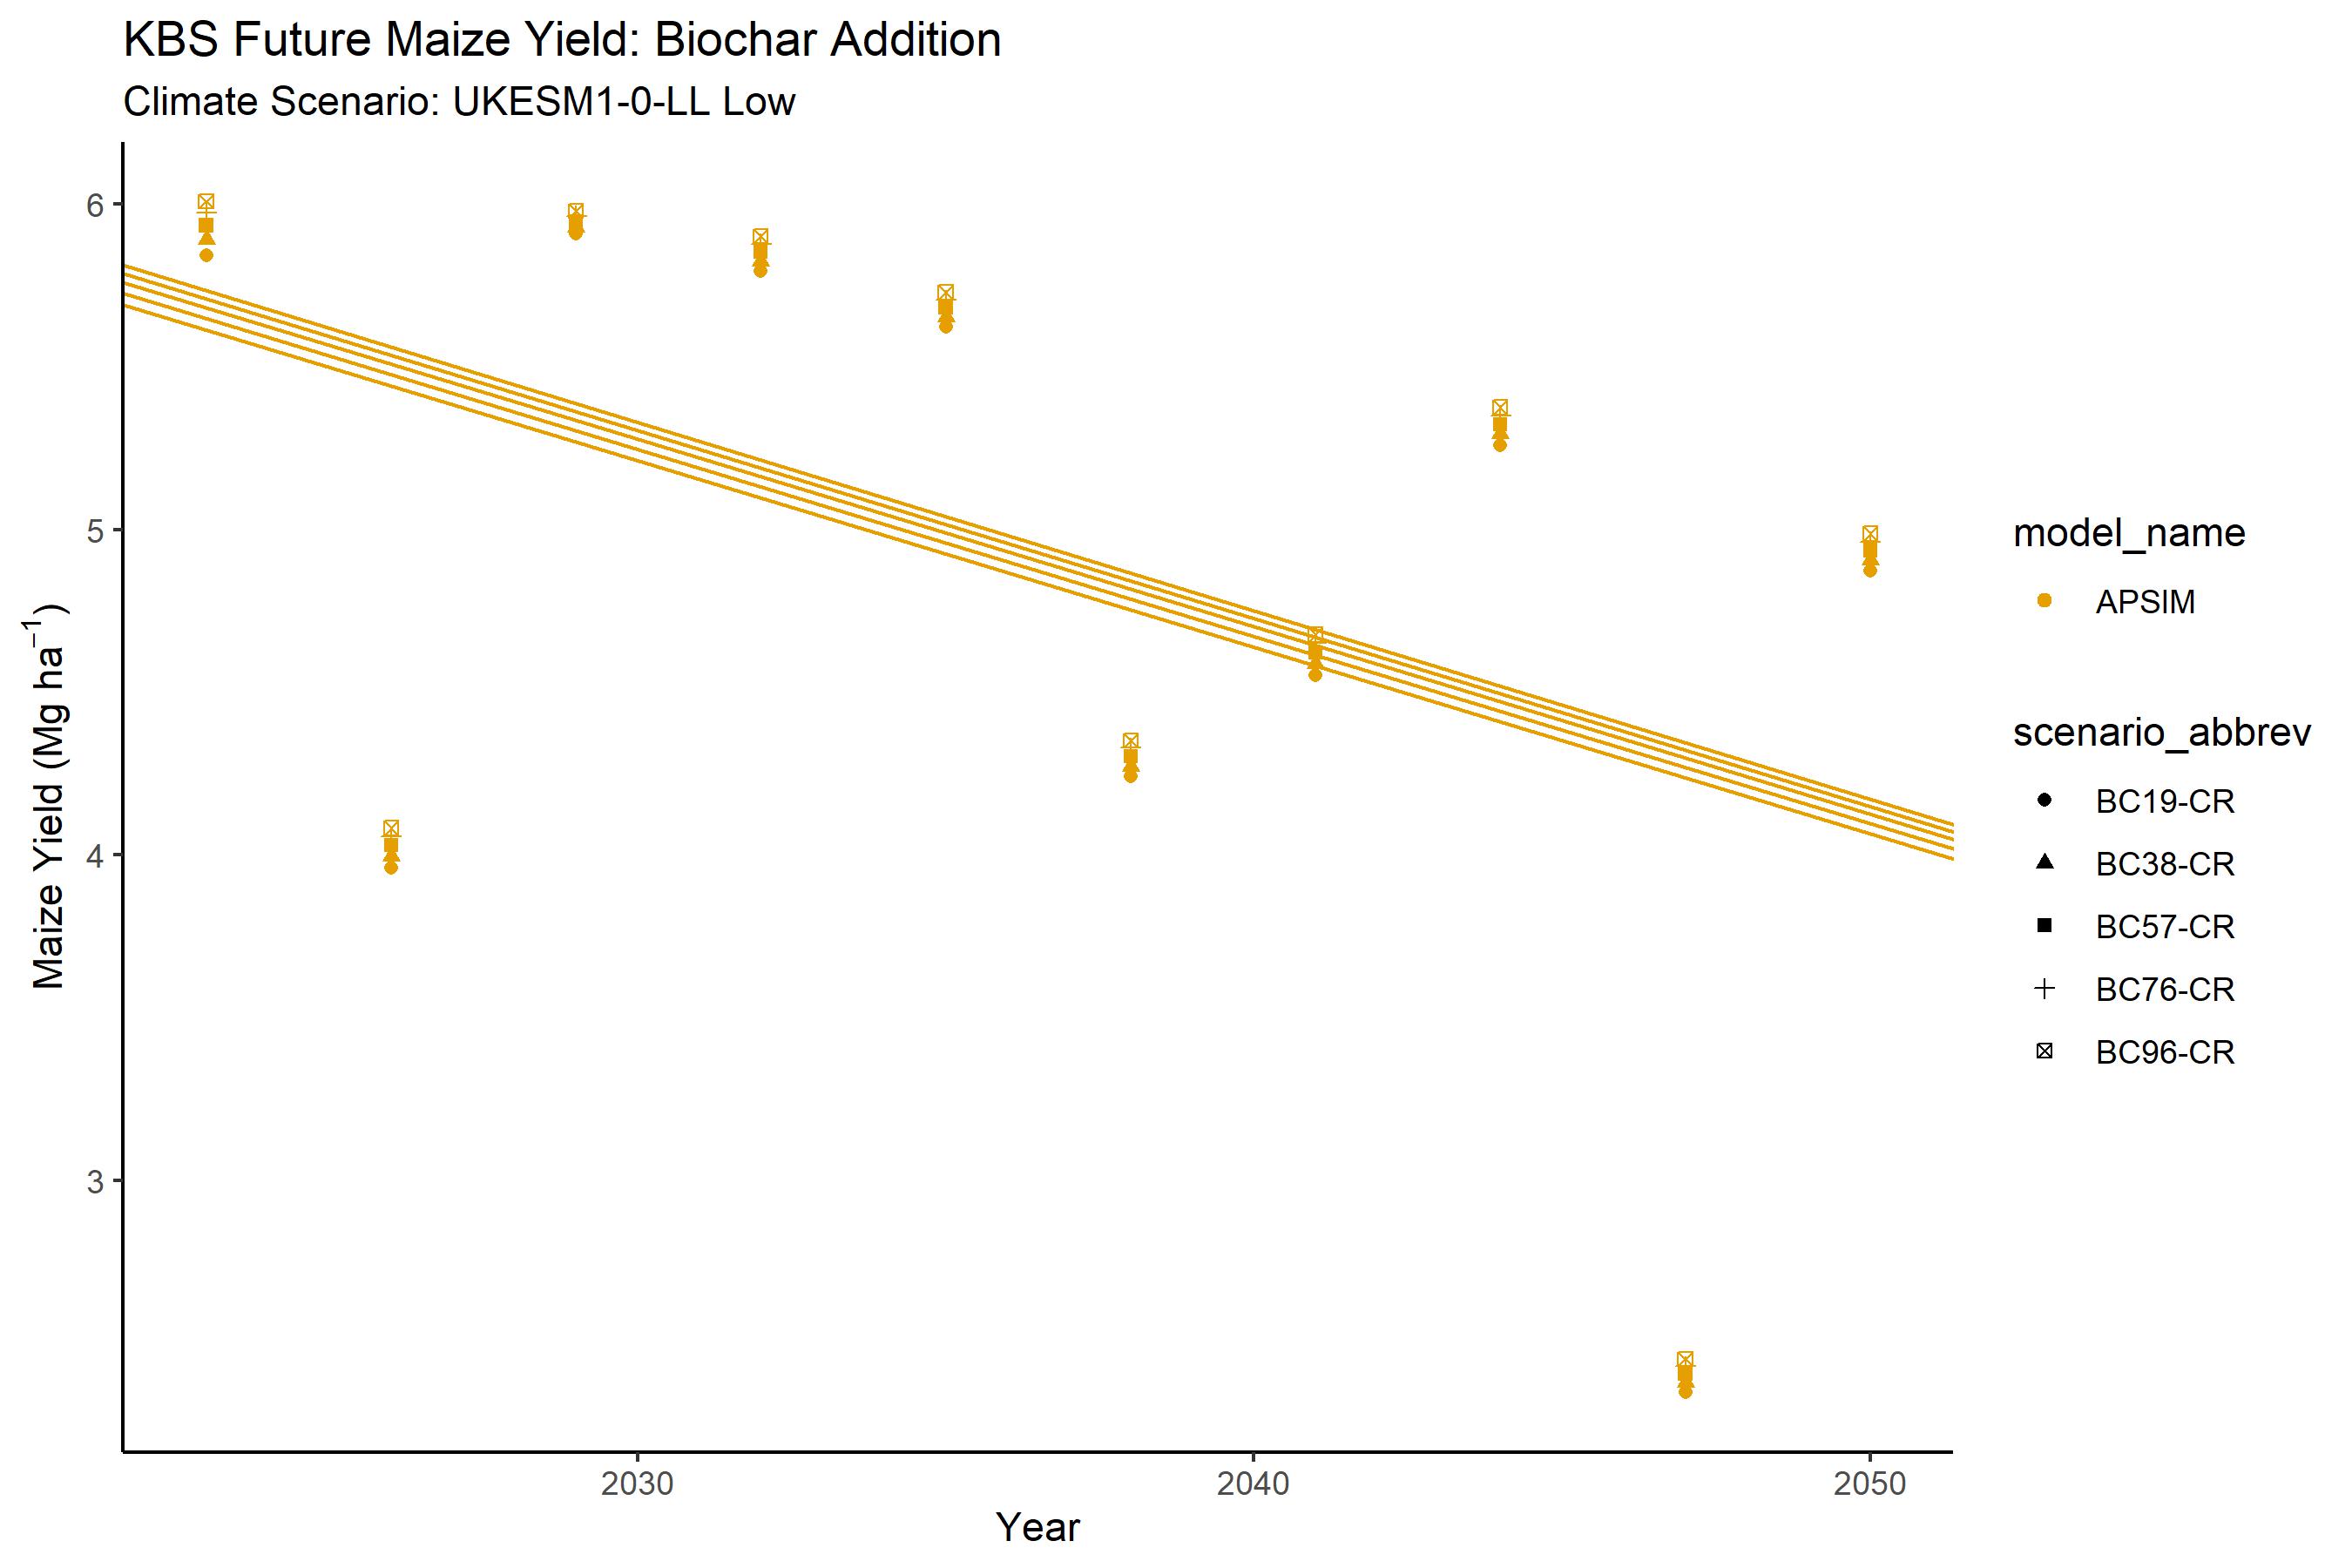 KBS Future Maize Yield: Biochar Addition
Climate Scenario: UKESM1-0-LL Low
6
5
4
3
Maize Yield (Mg ha⁻¹)
2030
2040
2050
Year
model_name
APSIM
scenario_abbrev
BC19-CR
BC38-CR
BC57-CR
BC76-CR
BC96-CR